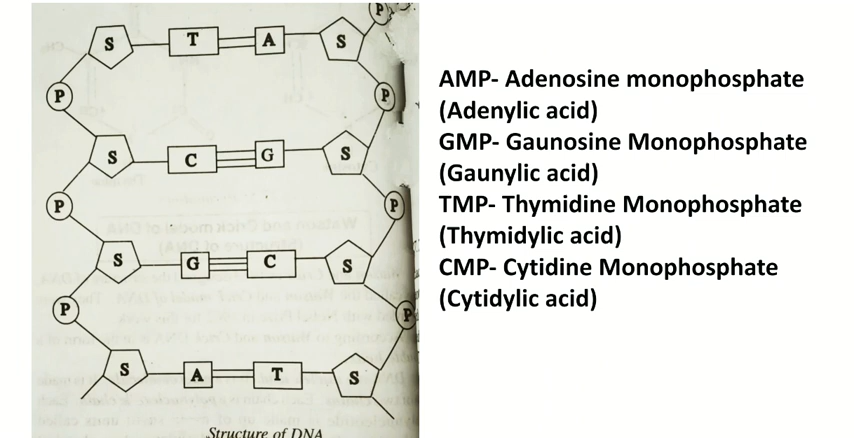 P
S T A S
P P
S C G S
P P
S G C S
P P
S A T S
Structure of DNA
AMP- Adenosine monophosphate
(Adenylic acid)
GMP- Gaunosine Monophosphate
(Gaunylic acid)
TMP- Thymidine Monophosphate
(Thymidylic acid)
CMP- Cytidine Monophosphate
(Cytidylic acid)